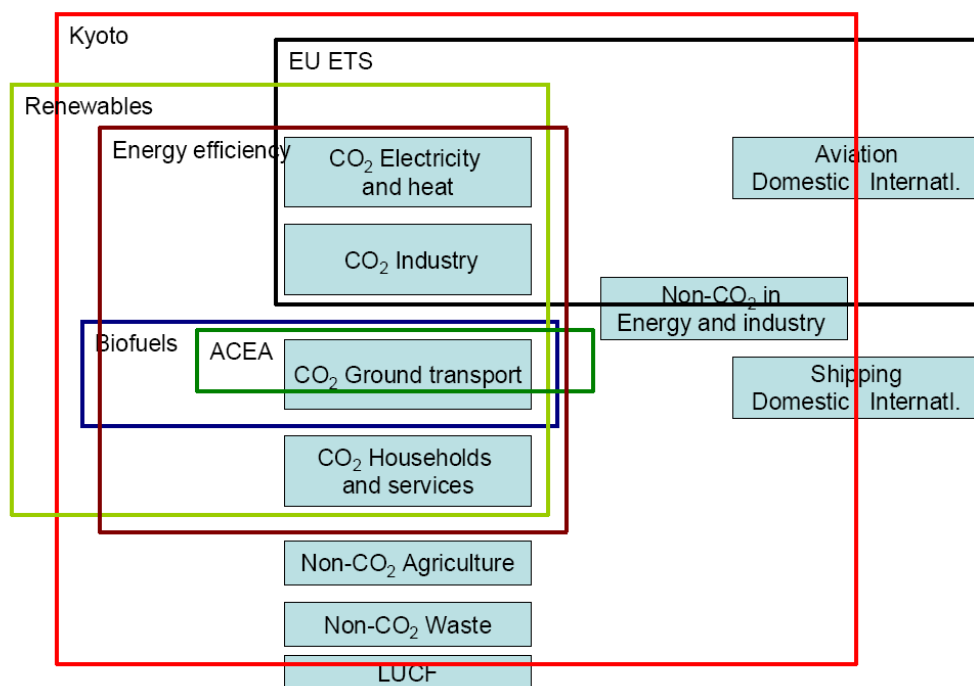 Kyoto
EU ETS
Renewables
Energy efficiency
CO₂ Electricity
and heat
Aviation
Domestic Internatl.
CO₂ Industry
Non-CO₂ in
Energy and industry
Biofuels
ACEA
CO₂ Ground transport
Shipping
Domestic Internatl.
CO₂ Households
and services
Non-CO₂ Agriculture
Non-CO₂ Waste
LUCF